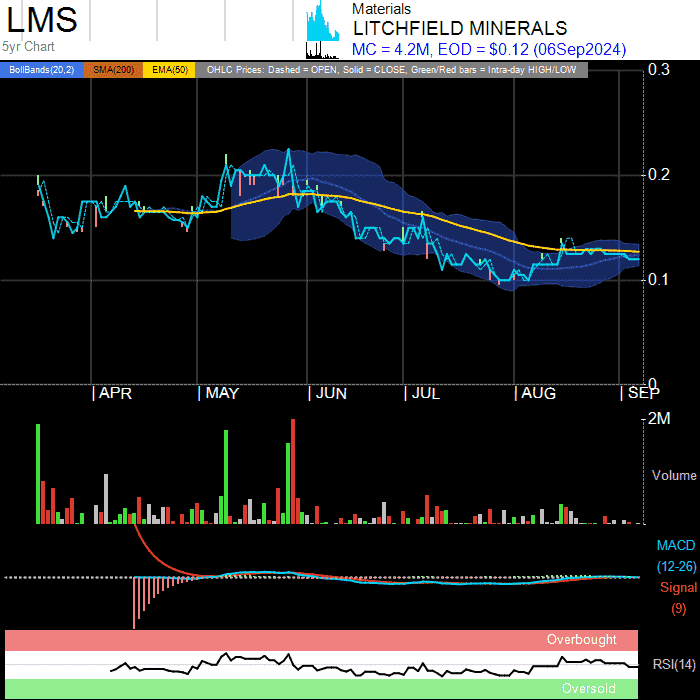 LMS
5yr Chart
Materials
LITCHFIELD MINERALS
MC = 4.2M, EOD = $0.12 (06Sep2024)
BollBands(20,2) SMA(200) EMA(50) OHLC Prices: Dashed = OPEN, Solid = CLOSE, Green/Red bars = Intra-day HIGH/LOW
0.3
0.2
0.1
0
APR MAY JUN JUL AUG SEP
2M
Volume
MACD
(12-26)
Signal
(9)
Overbought
RSI(14)
Oversold